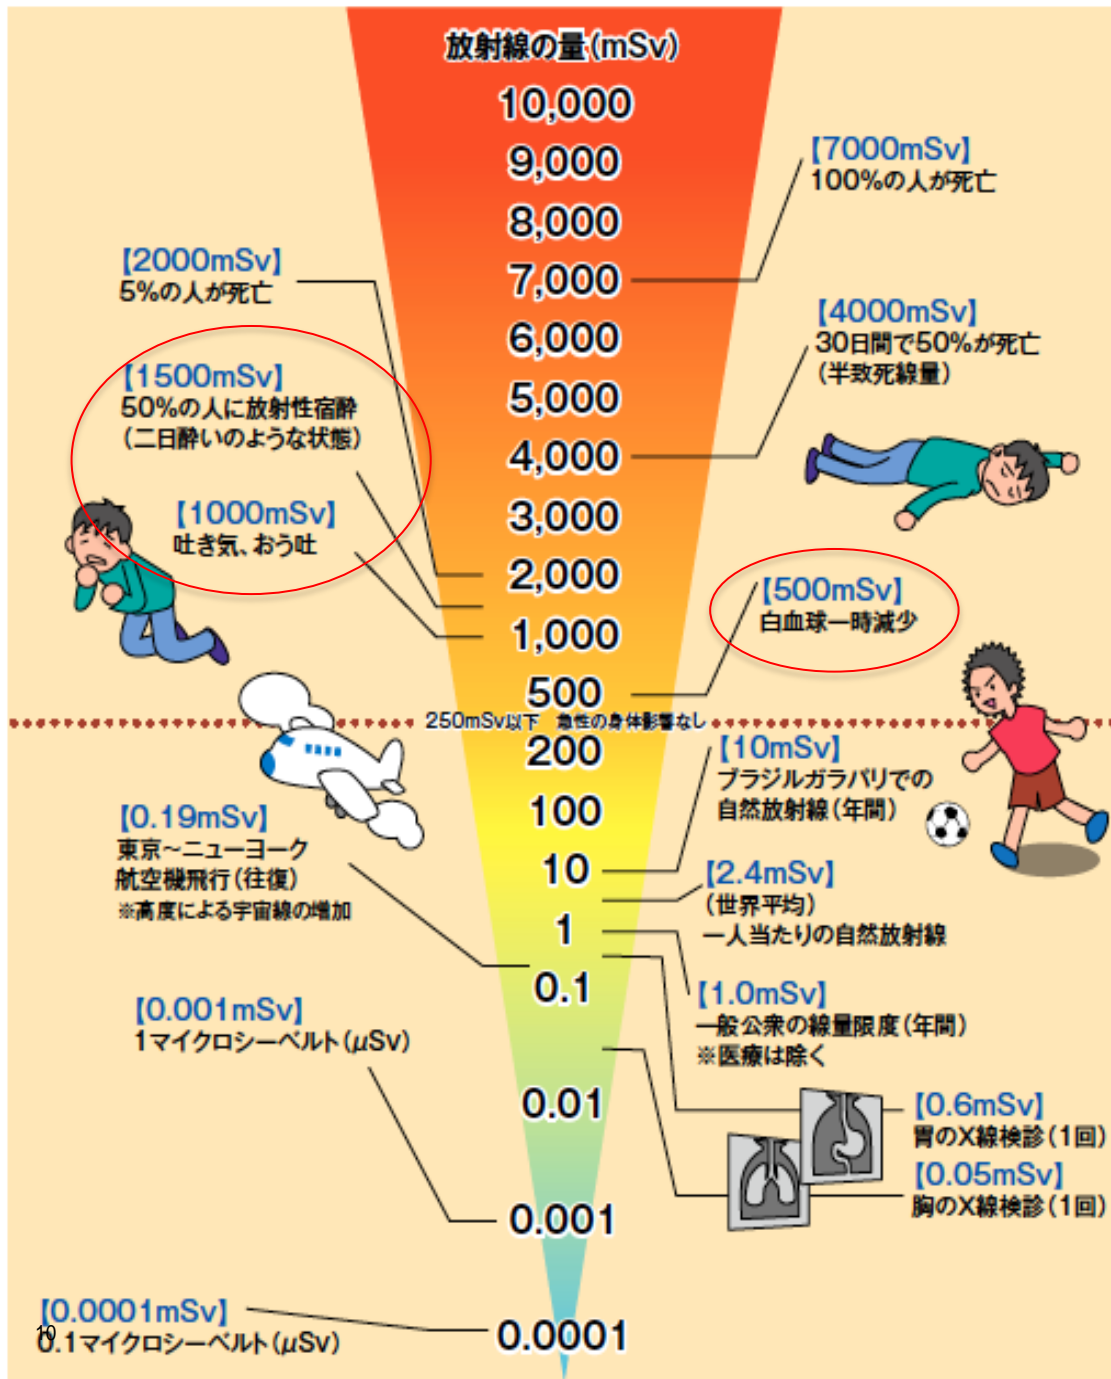 放射線の量(mSv)
10,000
9,000
8,000
7,000
6,000
5,000
4,000
3,000
2,000
1,000
500
250mSv以下 急性の身体影響なし
200
100
10
1
0.1
0.01
0.001
0.0001
【2000mSv】
5%の人が死亡
【1500mSv】
50%の人に放射性宿酔
(二日酔いのような状態)
【1000mSv】
吐き気、おう吐
【0.19mSv】
東京~ニューヨーク
航空機飛行(往復)
※高度による宇宙線の増加
【0.001mSv】
1マイクロシーベルト(μSv)
【0.0001mSv】
0.1マイクロシーベルト(μSv)
10
【7000mSv】
100%の人が死亡
【4000mSv】
30日間で50%が死亡
(半致死線量)
【500mSv】
白血球一時減少
【10mSv】
ブラジルガラパリでの
自然放射線(年間)
【2.4mSv】
(世界平均)
一人当たりの自然放射線
【1.0mSv】
一般公衆の線量限度(年間)
※医療は除く
【0.6mSv】
胃のX線検診(1回)
【0.05mSv】
胸のX線検診(1回)